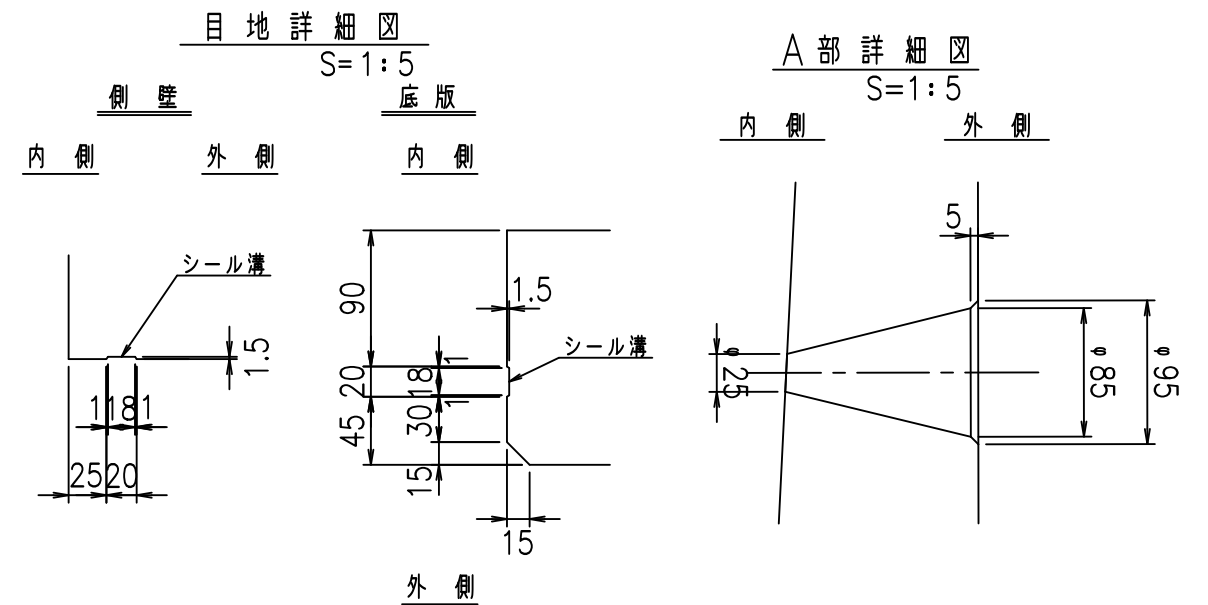 目地詳細図
S=1:5
側壁
底版
内側
外側
内側
シール溝
1.5
1 18 1
25 20
90
20
45
1
18
1
30
15
1.5
シール溝
15
外側
A部詳細図
S=1:5
内側
外側
5
φ25
φ85
φ95